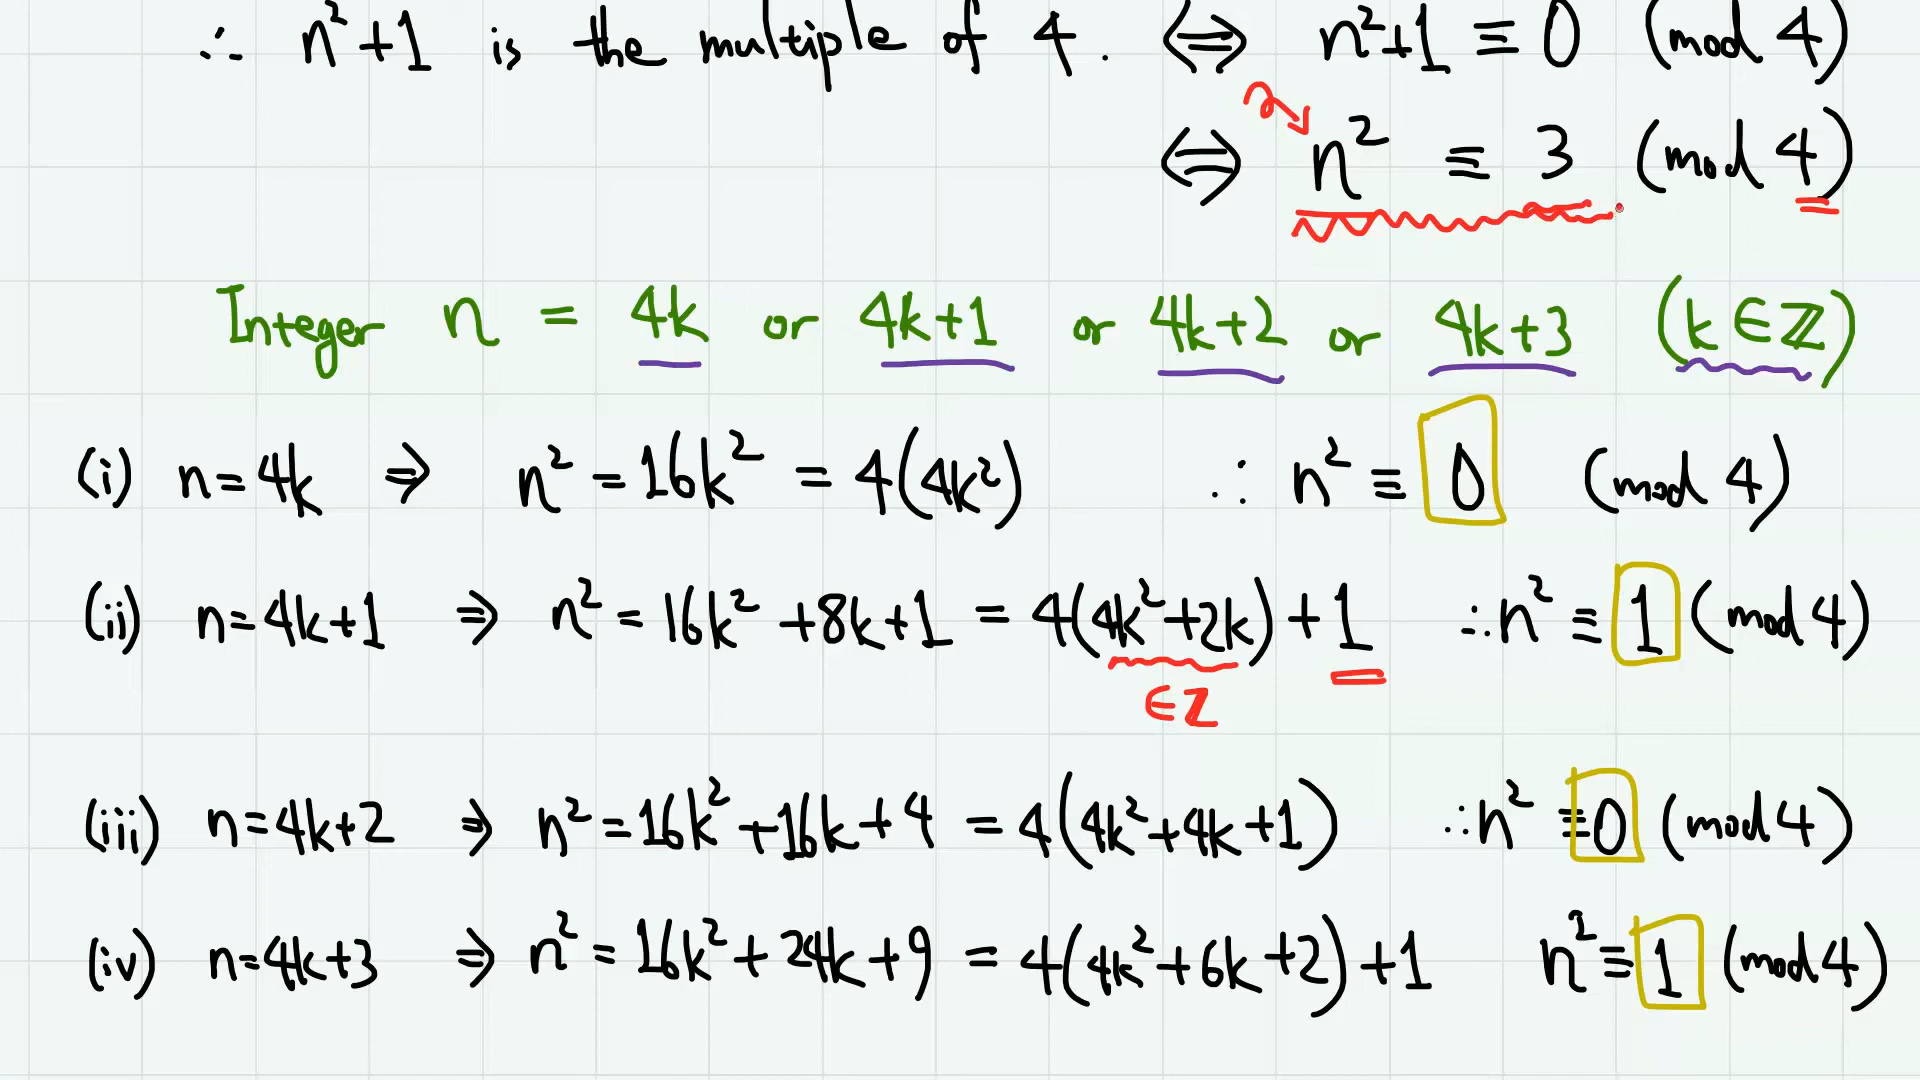 ∴ n²+1 is the multiple of 4. ⇔ n²+1 ≡ 0 (mod 4)
⇔ n² ≡ 3 (mod 4)
Integer n = 4k or 4k+1 or 4k+2 or 4k+3 (k∈ℤ)
(i) n=4k ⇒ n² = 16k² = 4(4k²) ∴ n² ≡ 0 (mod 4)
(ii) n=4k+1 ⇒ n² = 16k² +8k+1 = 4(4k²+2k)+1 ∴ n² ≡ 1 (mod 4)
∈ℤ
(iii) n=4k+2 ⇒ n² = 16k²+16k+4 = 4(4k²+4k+1) ∴ n² ≡ 0 (mod 4)
(iv) n=4k+3 ⇒ n² = 16k²+24k+9 = 4(4k²+6k+2)+1 n² ≡ 1 (mod 4)